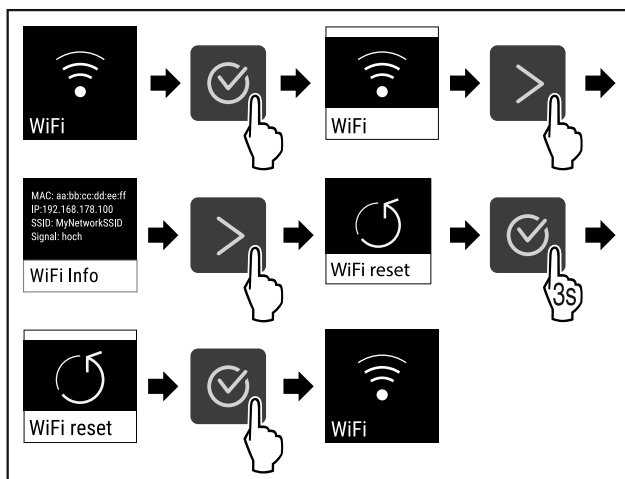 WiFi
WiFi
MAC: aa:bb:cc:dd:ee:ff
IP:192.168.178.100
SSID: MyNetworkSSID
Signal: hoch
WiFi Info
WiFi reset
3s
WiFi reset
WiFi